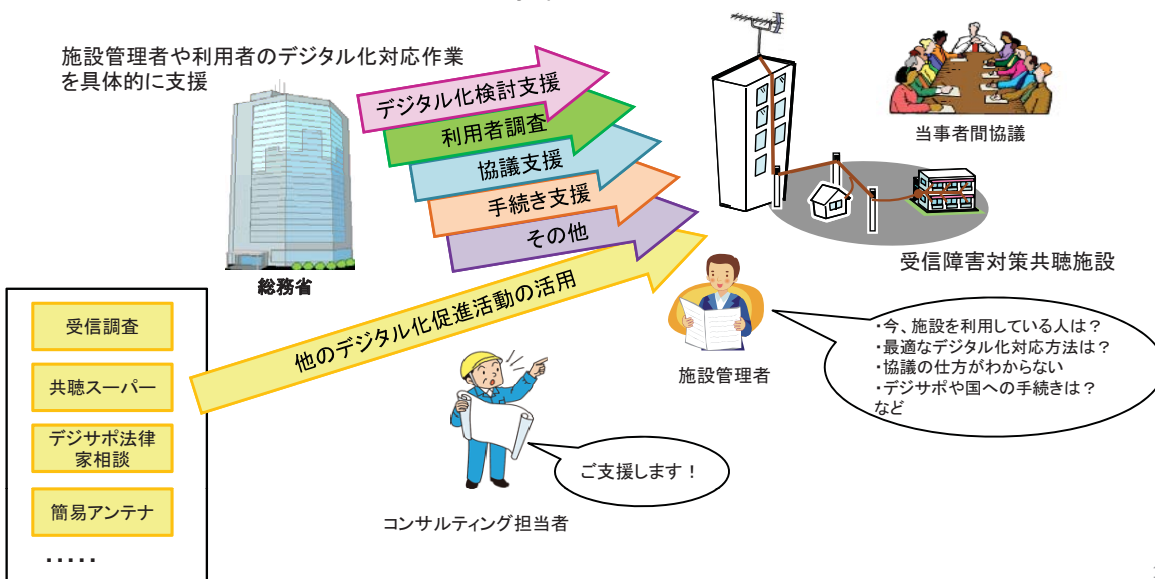 施設管理者や利用者のデジタル化対応作業
を具体的に支援
総務省
デジタル化検討支援
利用者調査
協議支援
手続き支援
その他
他のデジタル化促進活動の活用
当事者間協議
受信障害対策共聴施設
施設管理者
・今、施設を利用している人は?
・最適なデジタル化対応方法は?
・協議の仕方がわからない
・デジサポや国への手続きは?
など
受信調査
共聴スーパー
デジサポ法律
家相談
簡易アンテナ
・・・・・
ご支援します！
コンサルティング担当者